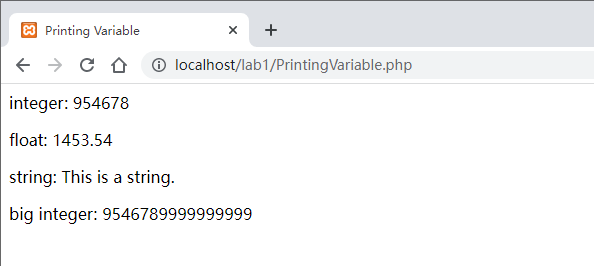 Printing Variable
localhost/lab1/PrintingVariable.php
integer: 954678
float: 1453.54
string: This is a string.
big integer: 9546789999999999